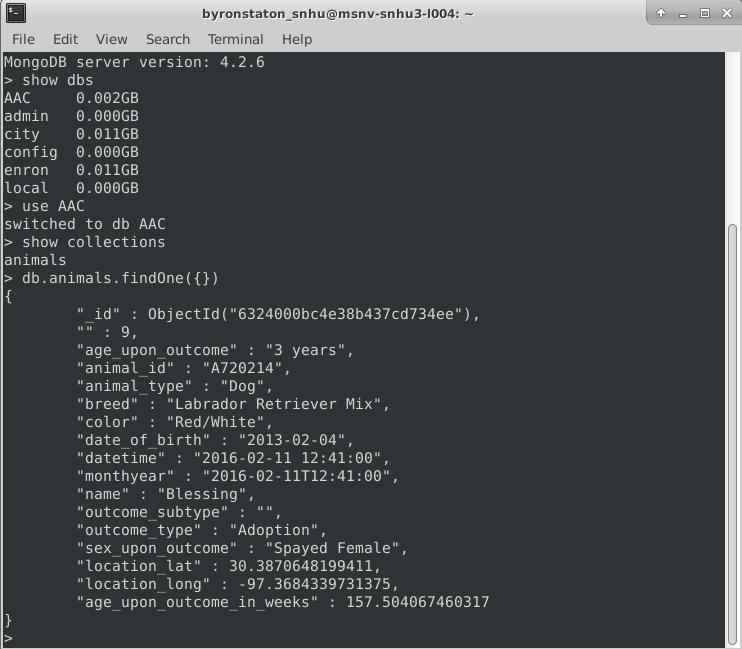 byronstaton_snhu@msnv-snhu3-l004: ~
File Edit View Search Terminal Help
MongoDB server version: 4.2.6
> show dbs
AAC     0.002GB
admin   0.000GB
city    0.011GB
config  0.000GB
enron   0.011GB
local   0.000GB
> use AAC
switched to db AAC
> show collections
animals
> db.animals.findOne({})
{
        "_id" : ObjectId("6324000bc4e38b437cd734ee"),
        "" : 9,
        "age_upon_outcome" : "3 years",
        "animal_id" : "A720214",
        "animal_type" : "Dog",
        "breed" : "Labrador Retriever Mix",
        "color" : "Red/White",
        "date_of_birth" : "2013-02-04",
        "datetime" : "2016-02-11 12:41:00",
        "monthyear" : "2016-02-11T12:41:00",
        "name" : "Blessing",
        "outcome_subtype" : "",
        "outcome_type" : "Adoption",
        "sex_upon_outcome" : "Spayed Female",
        "location_lat" : 30.3870648199411,
        "location_long" : -97.3684339731375,
        "age_upon_outcome_in_weeks" : 157.504067460317
}
>